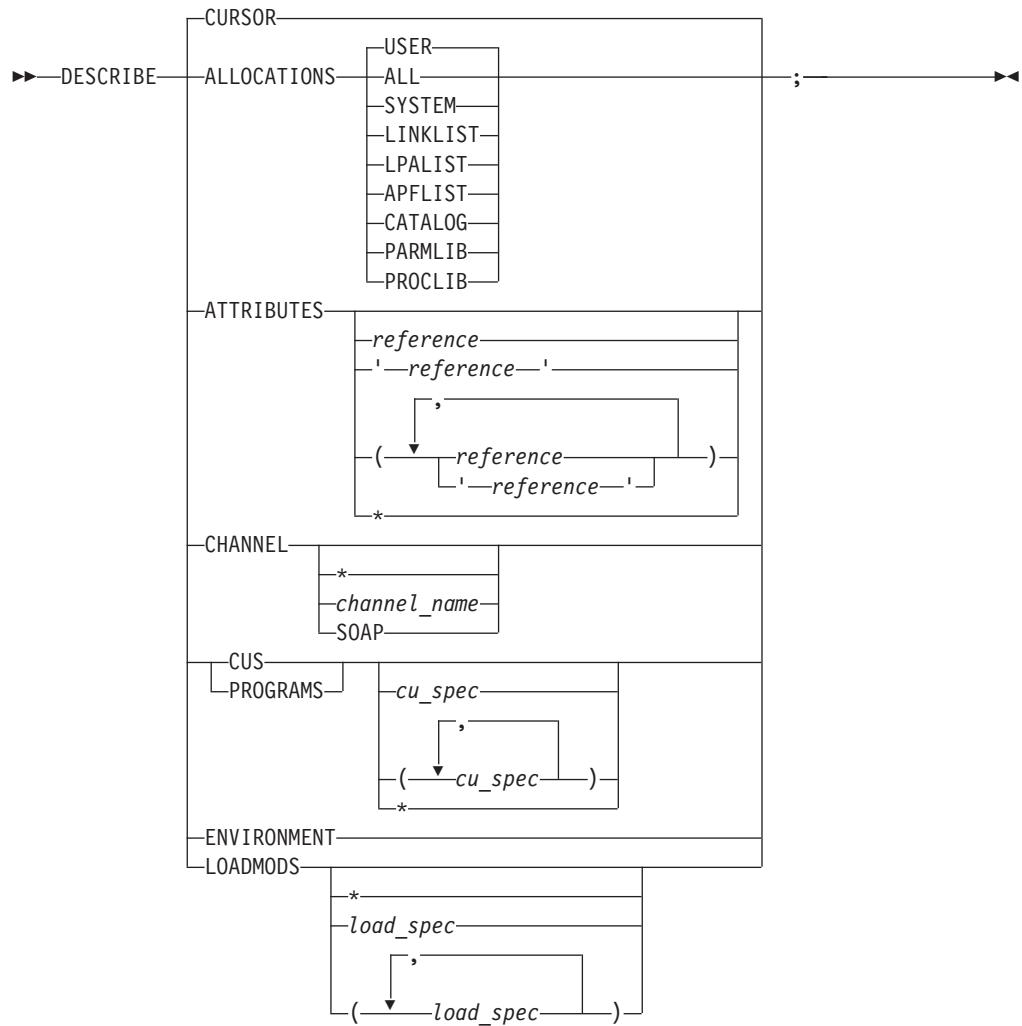 CURSOR
USER
DESCRIBE ALLOCATIONS ALL ;
SYSTEM
LINKLIST
LPALIST
APFLIST
CATALOG
PARMLIB
PROCLIB
ATTRIBUTES
reference
' reference '
,
( reference )
' reference '
*
CHANNEL
*
channel_name
SOAP
CUS
PROGRAMS cu_spec
,
( cu_spec )
*
ENVIRONMENT
LOADMODS
*
load_spec
,
( load_spec )